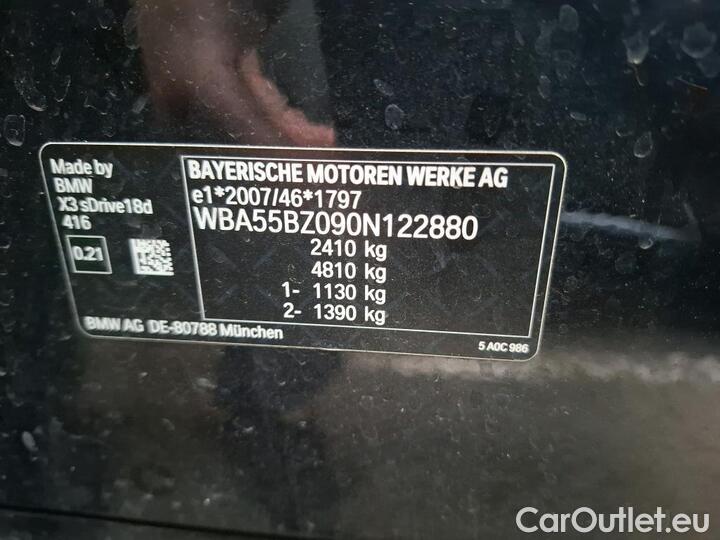 Made by
BMW
X3 sDrive18d
416
0.21
BAYERISCHE MOTOREN WERKE AG
e1*2007/46*1797
WBA55BZ090N122880
2410 kg
4810 kg
1- 1130 kg
2- 1390 kg
BMW AG DE-80788 München
5 A0C 986
CarOutlet.eu